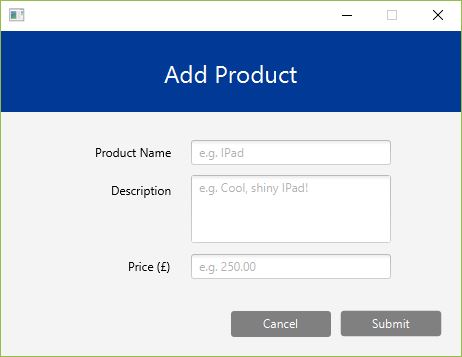 Add Product
Product Name e.g. IPad
Description e.g. Cool, shiny IPad!
Price (£) e.g. 250.00
Cancel Submit